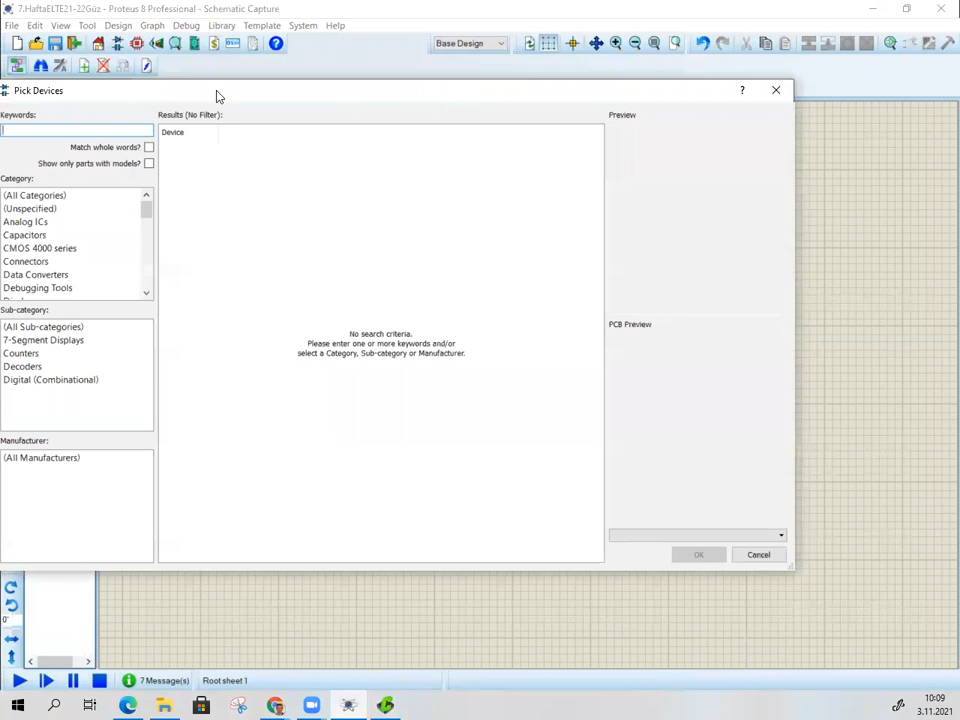 7.HaftaELTE21-22Güz - Proteus 8 Professional - Schematic Capture
File Edit View Tool Design Graph Debug Library Template System Help
Base Design
Pick Devices
Keywords:
Results (No Filter):
Preview
Device
Match whole words?
Show only parts with models?
Category:
(All Categories)
(Unspecified)
Analog ICs
Capacitors
CMOS 4000 series
Connectors
Data Converters
Debugging Tools
Sub-category:
(All Sub-categories)
7-Segment Displays
Counters
Decoders
Digital (Combinational)
No search criteria.
Please enter one or more keywords and/or
select a Category, Sub-category or Manufacturer.
PCB Preview
Manufacturer:
(All Manufacturers)
OK
Cancel
7 Message(s)
Root sheet 1
10:09
3.11.2021